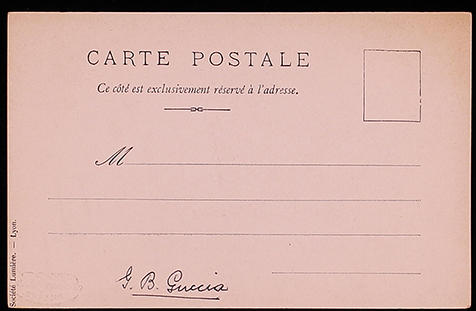 CARTE POSTALE
Ce côté est exclusivement réservé à l'adresse.
M
G. B. Guccia
Société Lumière. — Lyon.